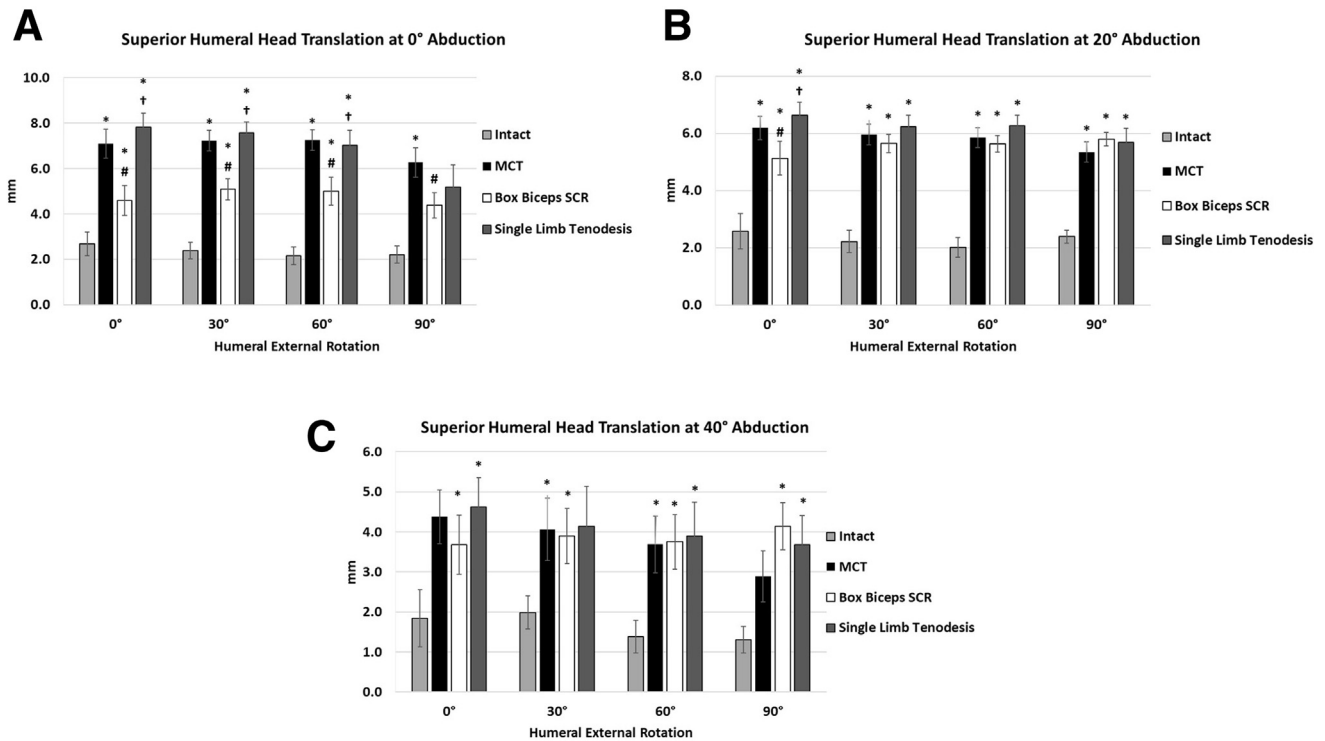 A
Superior Humeral Head Translation at 0° Abduction
10.0
8.0
6.0
4.0
2.0
0.0
mm
* * # * †
* * # * †
* * # * †
* #
0° 30° 60° 90°
Humeral External Rotation
Intact
MCT
Box Biceps SCR
Single Limb Tenodesis
B
Superior Humeral Head Translation at 20° Abduction
8.0
6.0
4.0
2.0
0.0
mm
* * # * †
* * *
* * *
* * *
0° 30° 60° 90°
Humeral External Rotation
Intact
MCT
Box Biceps SCR
Single Limb Tenodesis
C
Superior Humeral Head Translation at 40° Abduction
6.0
5.0
4.0
3.0
2.0
1.0
0.0
mm
* *
* *
* * *
* *
0° 30° 60° 90°
Humeral External Rotation
Intact
MCT
Box Biceps SCR
Single Limb Tenodesis